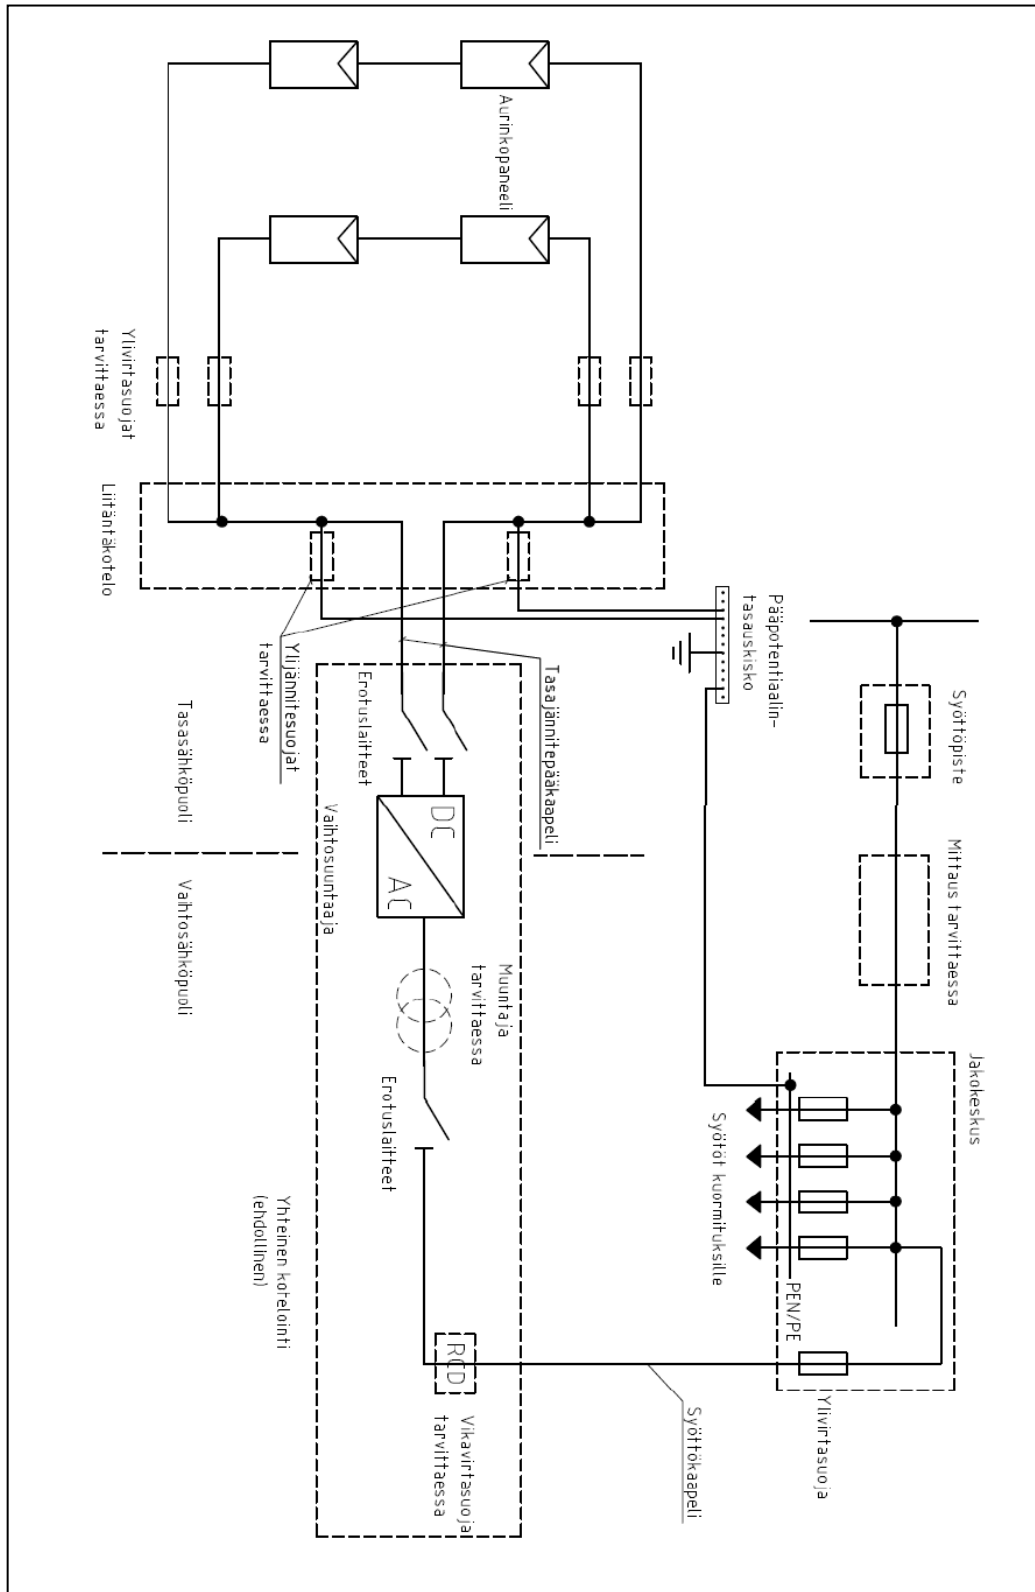 Aurinkopaneeli
Ylivirtasuojat
tarvittaessa
Liitäntäkotelo
Ylijännitesuojat
tarvittaessa
Pääpotentiaalin-
tasauskisko
Tasajännitepääkaapeli
Erotuslaitteet
Tasasähköpuoli
Vaihtosähköpuoli
Vaihtosuuntaaja
DC
AC
Muuntaja
tarvittaessa
Erotuslaitteet
Yhteinen kotelointi
(ehdollinen)
RCD
Vikavirtasuoja
tarvittaessa
Syöttökaapeli
Syöttöpiste
Mittaus tarvittaessa
Jakokeskus
Syötöt kuormituksille
PEN/PE
Ylivirtasuoja